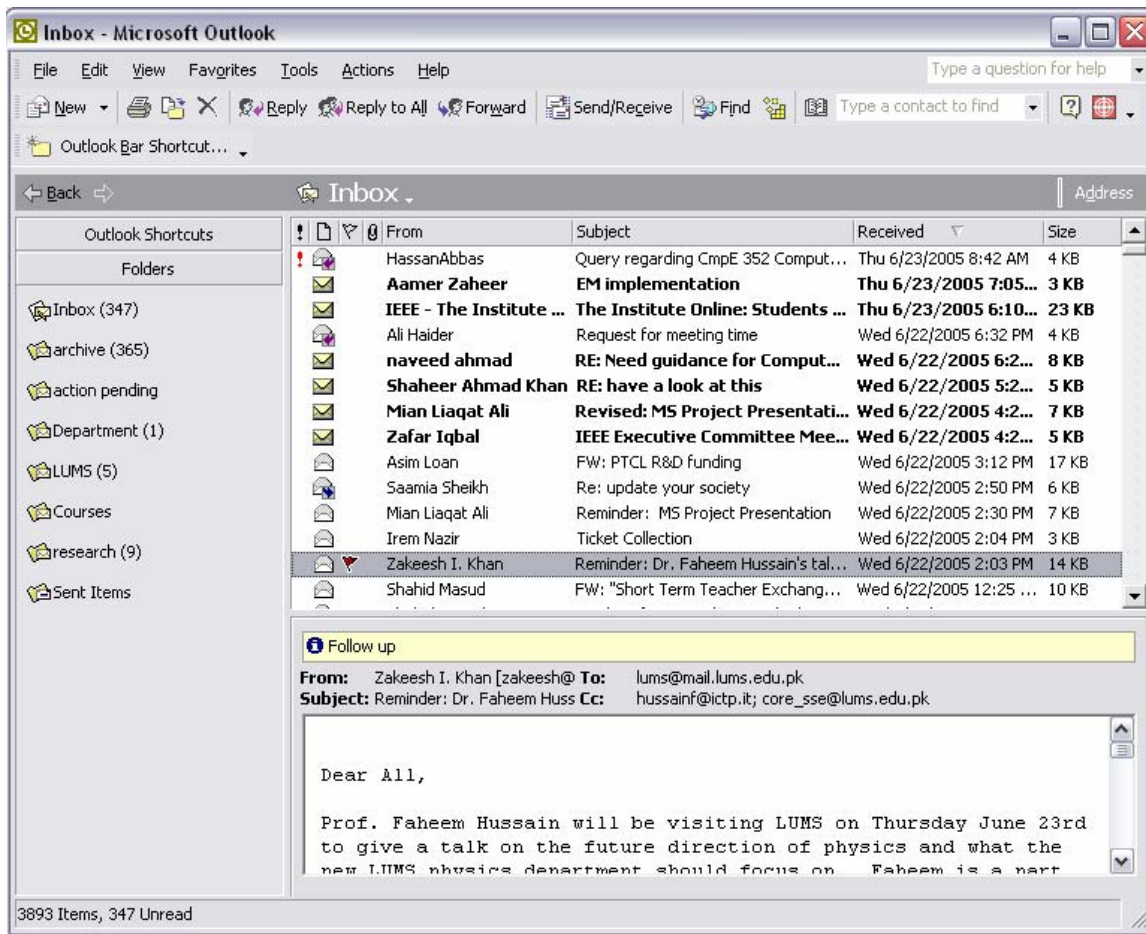 Inbox - Microsoft Outlook
File Edit View Favorites Tools Actions Help Type a question for help
New Reply Reply to All Forward Send/Receive Find Type a contact to find
Outlook Bar Shortcut...
Back Inbox Address
Outlook Shortcuts
Folders
Inbox (347)
archive (365)
action pending
Department (1)
LUMS (5)
Courses
research (9)
Sent Items
! From Subject Received Size
! HassanAbbas Query regarding CmpE 352 Comput... Thu 6/23/2005 8:42 AM 4 KB
Aamer Zaheer EM implementation Thu 6/23/2005 7:05... 3 KB
IEEE - The Institute ... The Institute Online: Students ... Thu 6/23/2005 6:10... 23 KB
Ali Haider Request for meeting time Wed 6/22/2005 6:32 PM 4 KB
naveed ahmad RE: Need guidance for Comput... Wed 6/22/2005 6:2... 8 KB
Shaheer Ahmad Khan RE: have a look at this Wed 6/22/2005 5:2... 5 KB
Mian Liaqat Ali Revised: MS Project Presentati... Wed 6/22/2005 4:2... 7 KB
Zafar Iqbal IEEE Executive Committee Mee... Wed 6/22/2005 4:2... 5 KB
Asim Loan FW: PTCL R&D funding Wed 6/22/2005 3:12 PM 17 KB
Saamia Sheikh Re: update your society Wed 6/22/2005 2:50 PM 6 KB
Mian Liaqat Ali Reminder: MS Project Presentation Wed 6/22/2005 2:30 PM 7 KB
Irem Nazir Ticket Collection Wed 6/22/2005 2:04 PM 3 KB
Zakeesh I. Khan Reminder: Dr. Faheem Hussain's tal... Wed 6/22/2005 2:03 PM 14 KB
Shahid Masud FW: "Short Term Teacher Exchang... Wed 6/22/2005 12:25 ... 10 KB
Follow up
From: Zakeesh I. Khan [zakeesh@ To: lums@mail.lums.edu.pk
Subject: Reminder: Dr. Faheem Huss Cc: hussainf@ictp.it; core_sse@lums.edu.pk
Dear All,
Prof. Faheem Hussain will be visiting LUMS on Thursday June 23rd
to give a talk on the future direction of physics and what the
new LUMS physics department should focus on. Faheem is a part
3893 Items, 347 Unread